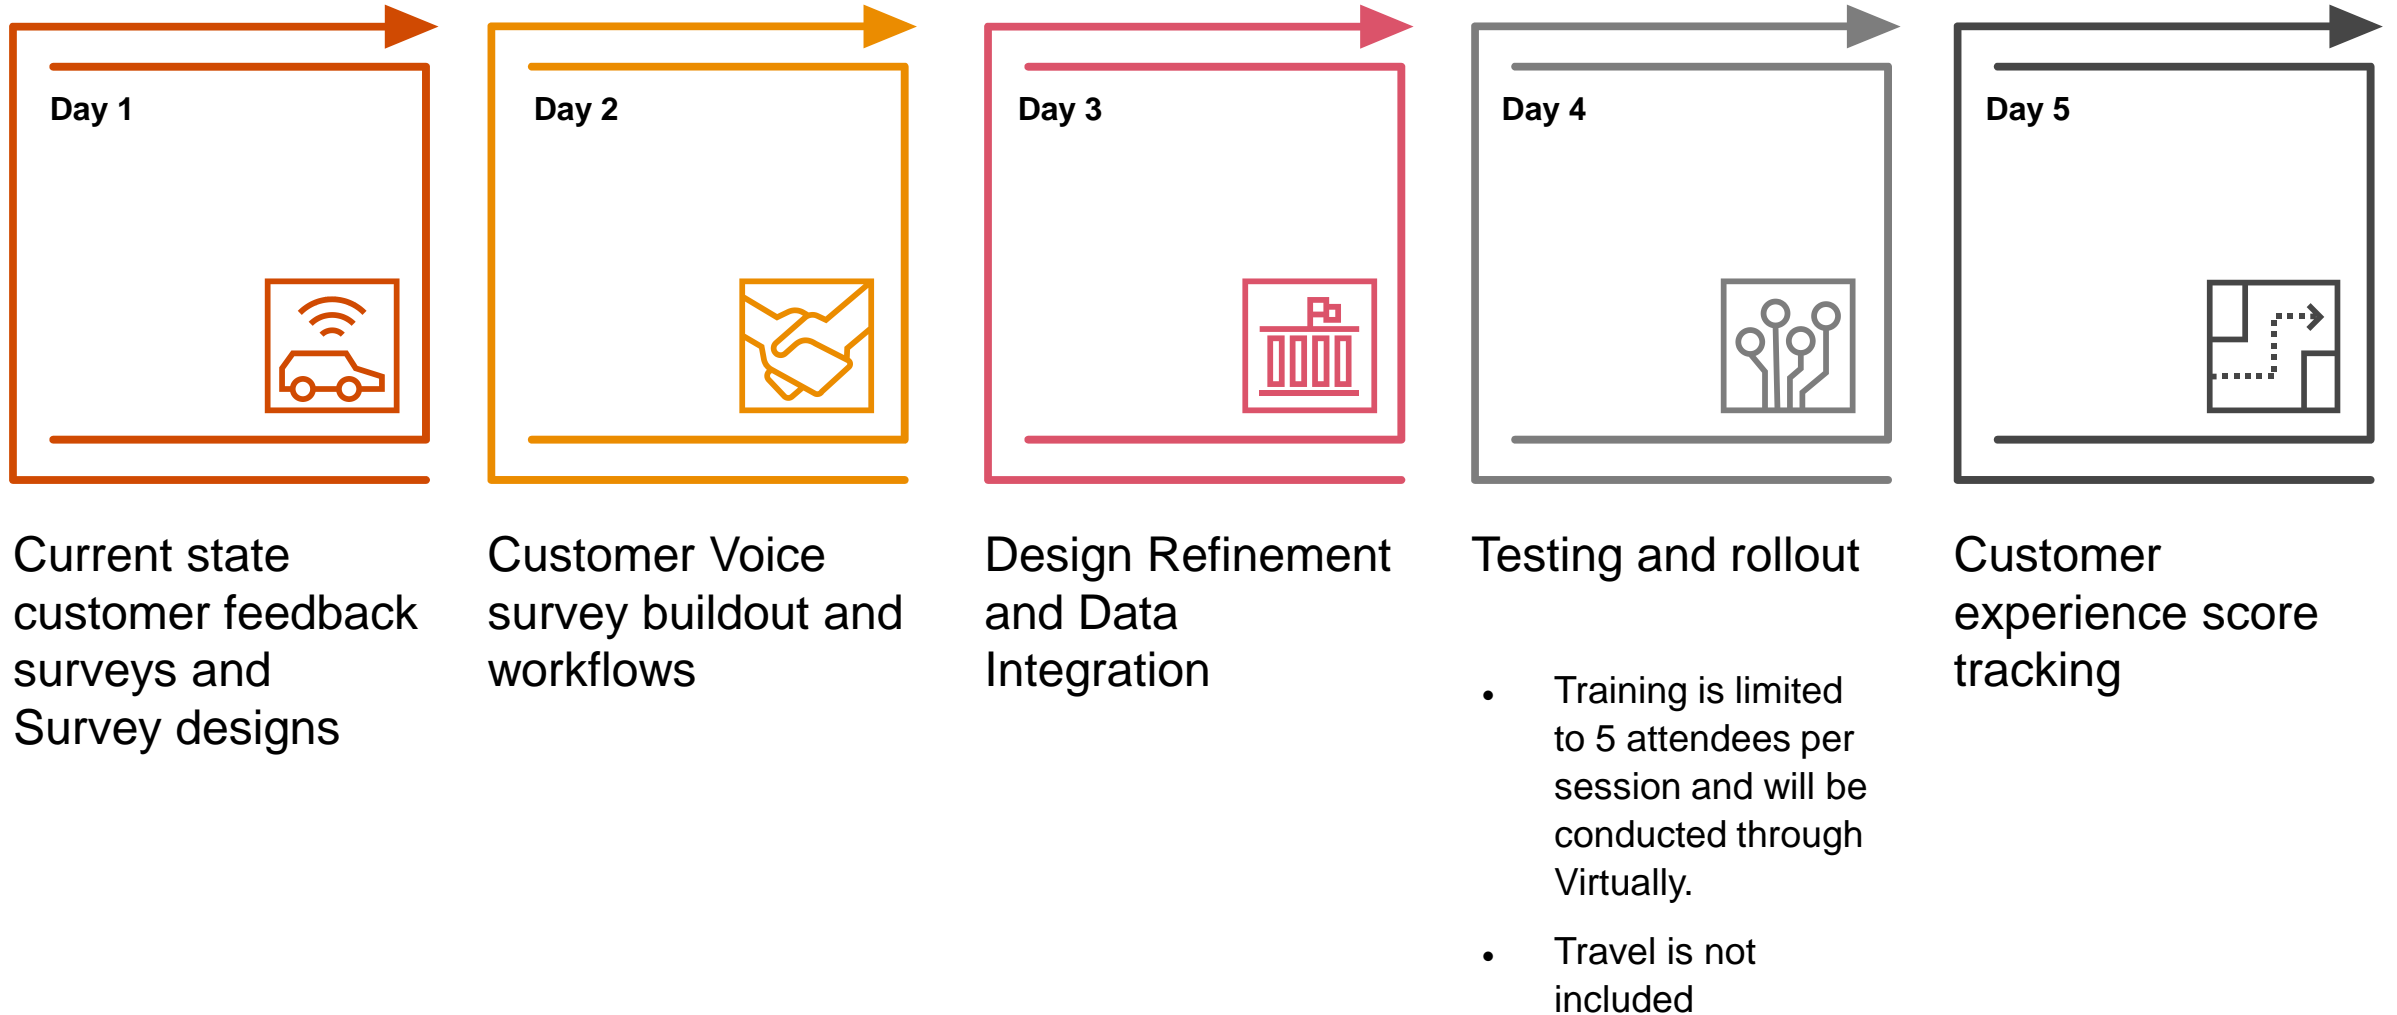 Day 1
Day 2
Day 3
Day 4
Day 5
Current state
customer feedback
surveys and
Survey designs
Customer Voice
survey buildout and
workflows
Design Refinement
and Data
Integration
Testing and rollout
• Training is limited
to 5 attendees per
session and will be
conducted through
Virtually.
• Travel is not
included
Customer
experience score
tracking